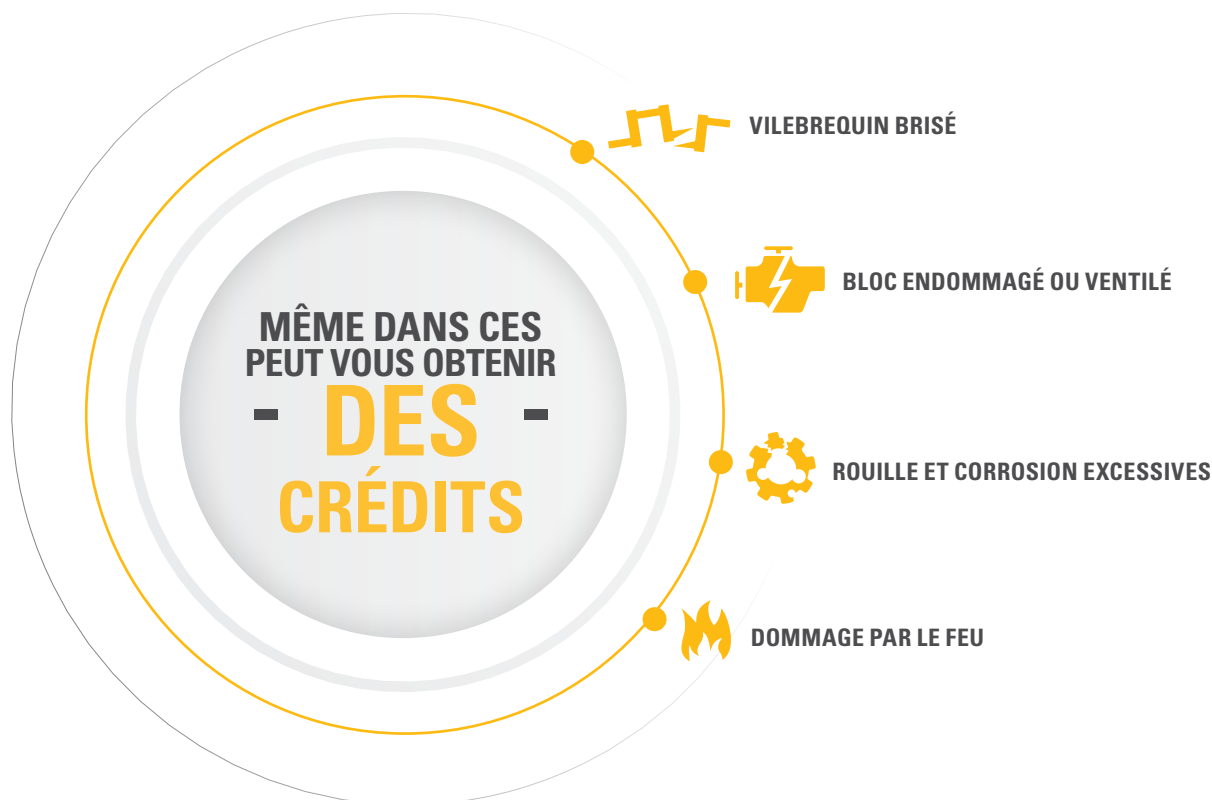 MÊME DANS CES
PEUT VOUS OBTENIR
- DES -
CRÉDITS
VILEBREQUIN BRISÉ
BLOC ENDOMMAGÉ OU VENTILÉ
ROUILLE ET CORROSION EXCESSIVES
DOMMAGE PAR LE FEU